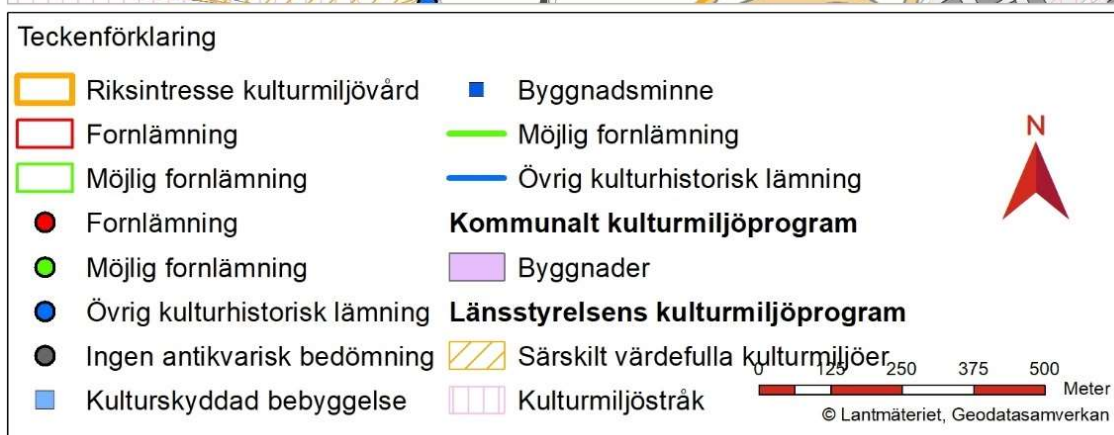 Teckenförklaring
Riksintresse kulturmiljövård
Fornlämning
Möjlig fornlämning
Fornlämning
Möjlig fornlämning
Övrig kulturhistorisk lämning
Ingen antikvarisk bedömning
Kulturskyddad bebyggelse
Byggnadsminne
Möjlig fornlämning
Övrig kulturhistorisk lämning
Kommunalt kulturmiljöprogram
Byggnader
Länsstyrelsens kulturmiljöprogram
Särskilt värdefulla kulturmiljöer
Kulturmiljöstråk
N
0 125 250 375 500
Meter
© Lantmäteriet, Geodatasamverkan